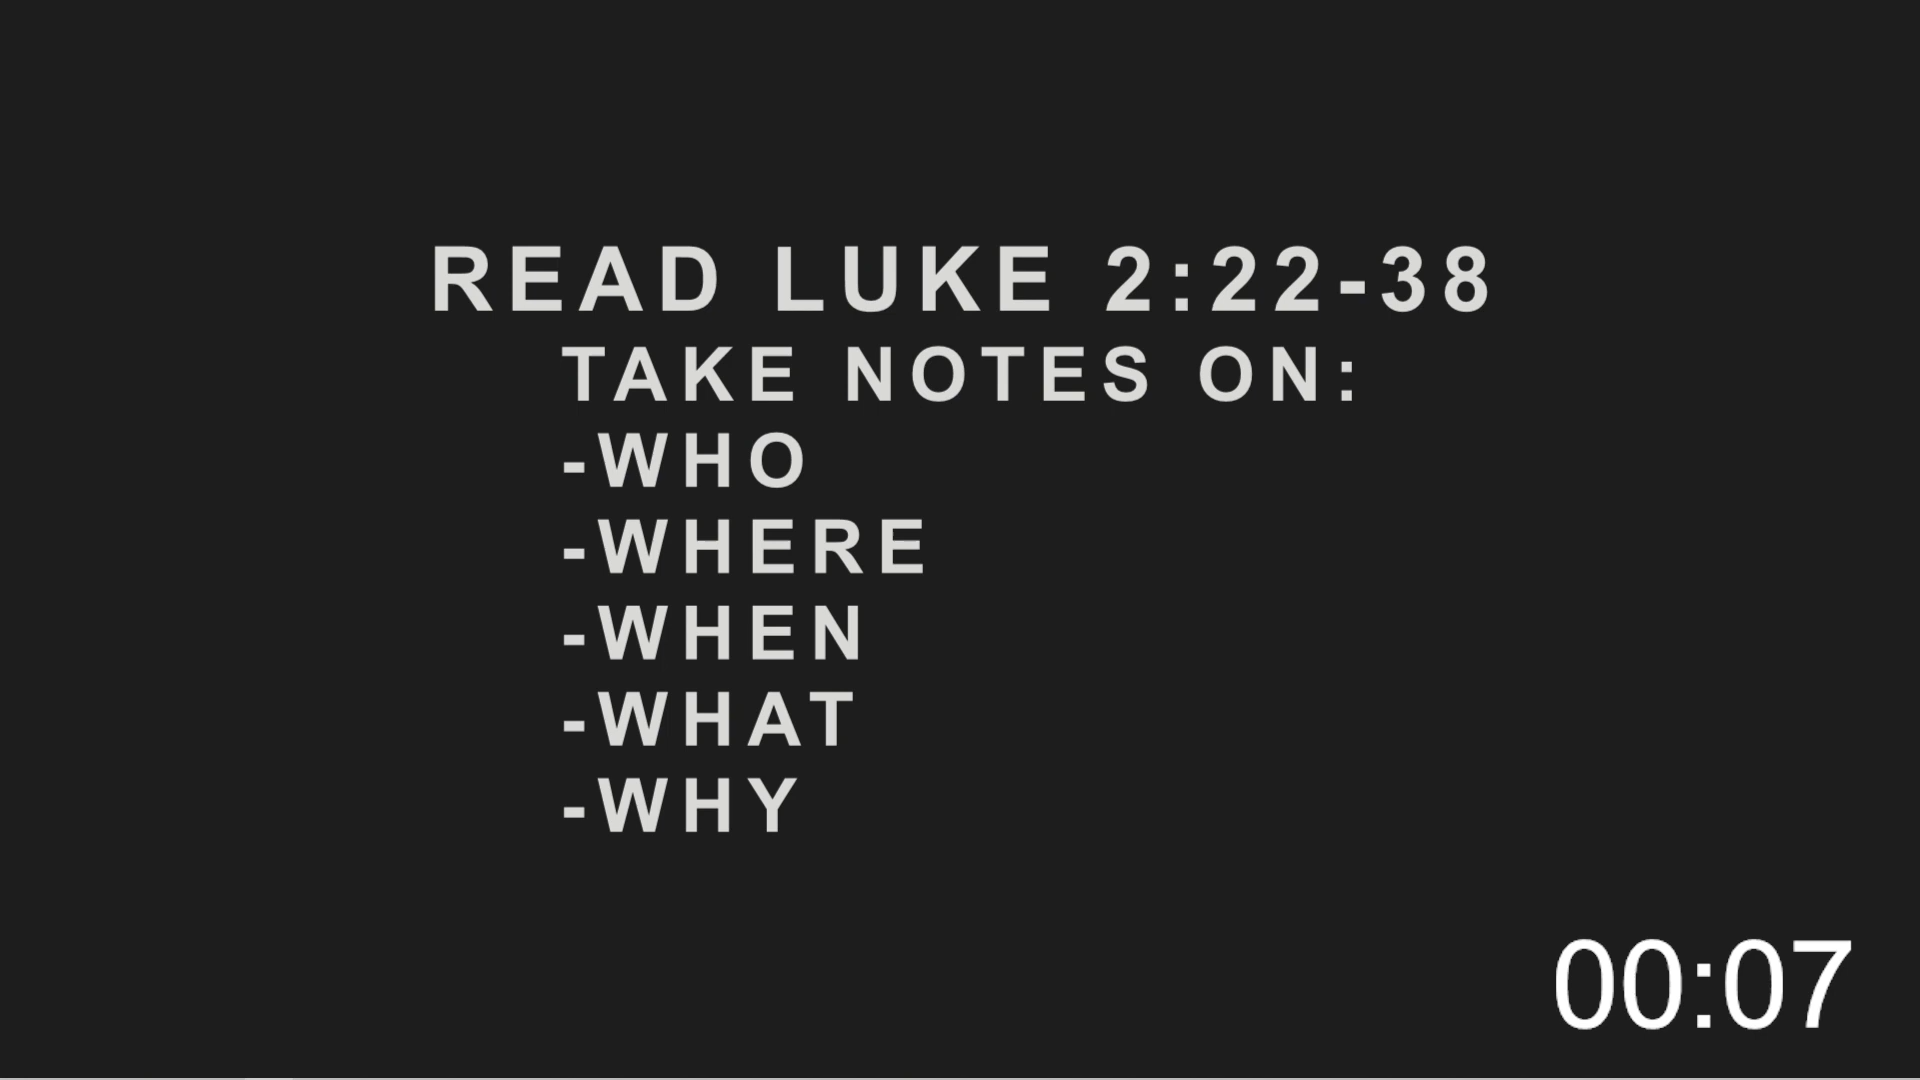 READ LUKE 2:22-38
TAKE NOTES ON:
-WHO
-WHERE
-WHEN
-WHAT
-WHY
00:07